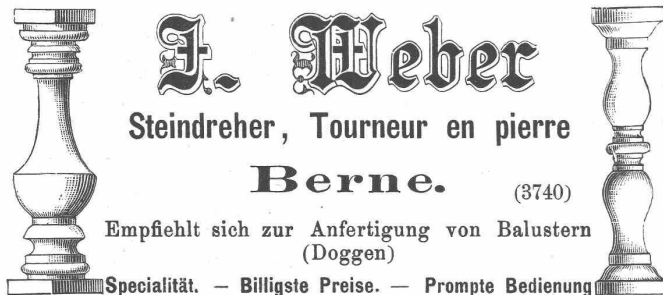 J. Weber
Steindreher, Tourneur en pierre
Berne.
(3740)
Empfiehlt sich zur Anfertigung von Balustern
(Doggen)
Specialität. — Billigste Preise. — Prompte Bedienung